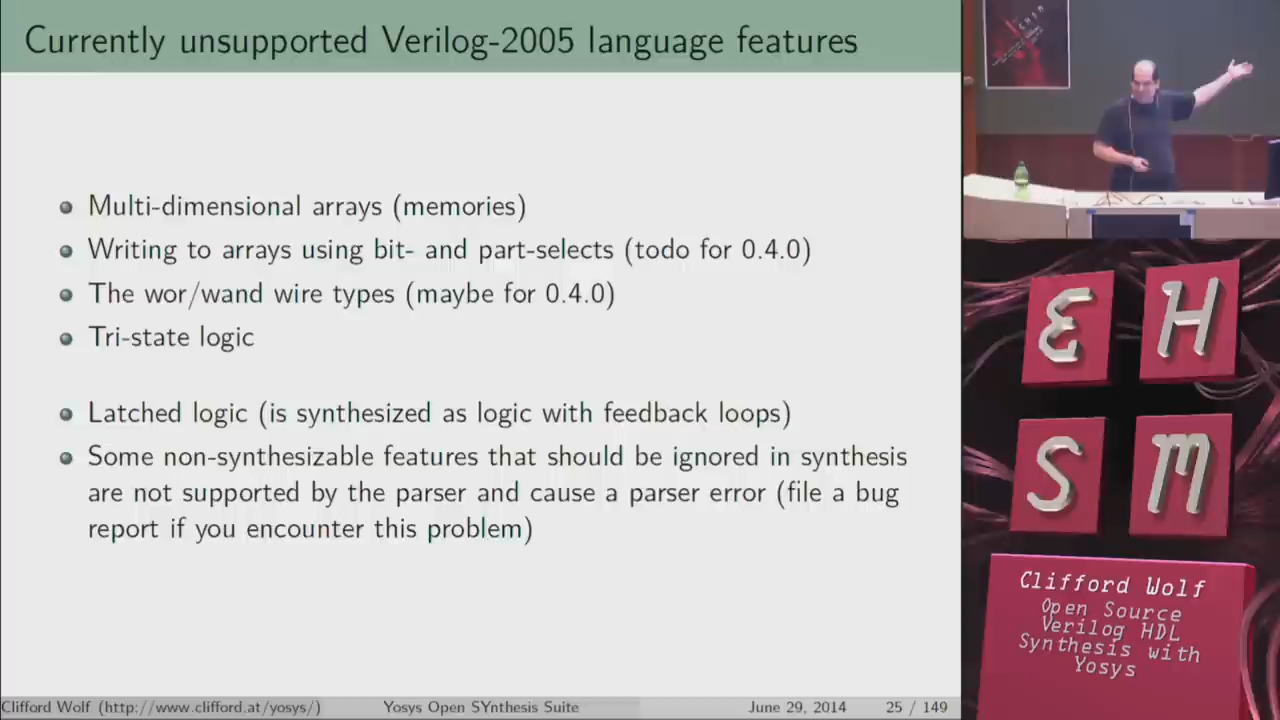 Currently unsupported Verilog-2005 language features
Multi-dimensional arrays (memories)
Writing to arrays using bit- and part-selects (todo for 0.4.0)
The wor/wand wire types (maybe for 0.4.0)
Tri-state logic
Latched logic (is synthesized as logic with feedback loops)
Some non-synthesizable features that should be ignored in synthesis
are not supported by the parser and cause a parser error (file a bug
report if you encounter this problem)
Clifford Wolf (http://www.clifford.at/yosys/)
Yosys Open SYnthesis Suite
June 29, 2014
25 / 149
E H
S M
Clifford Wolf
Open Source
Verilog HDL
Synthesis with
Yosys